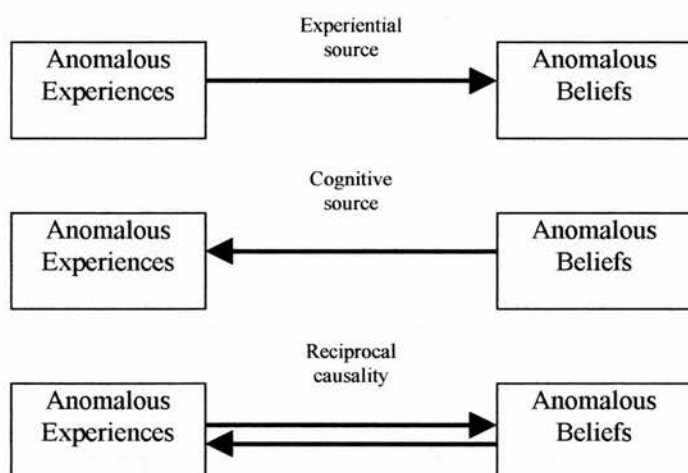 Experiential
source
Anomalous
Experiences
Anomalous
Beliefs
Cognitive
source
Anomalous
Experiences
Anomalous
Beliefs
Reciprocal
causality
Anomalous
Experiences
Anomalous
Beliefs